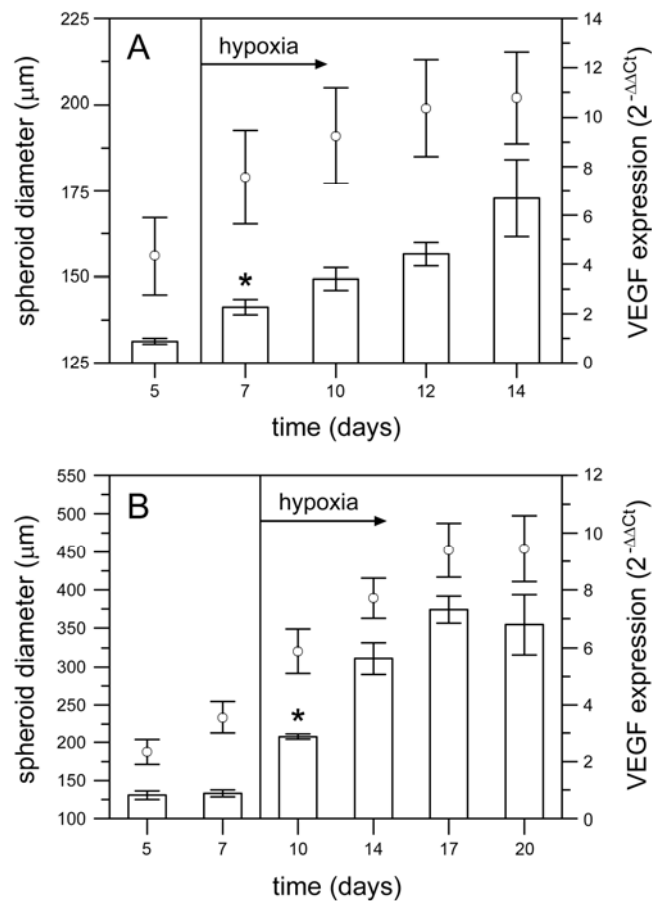 A
hypoxia
spheroid diameter (μm)
225
200
175
150
125
VEGF expression (2-ΔΔCt)
14
12
10
8
6
4
2
0
*
5 7 10 12 14
time (days)
B
hypoxia
spheroid diameter (μm)
550
500
450
400
350
300
250
200
150
100
VEGF expression (2-ΔΔCt)
12
10
8
6
4
2
0
*
5 7 10 14 17 20
time (days)